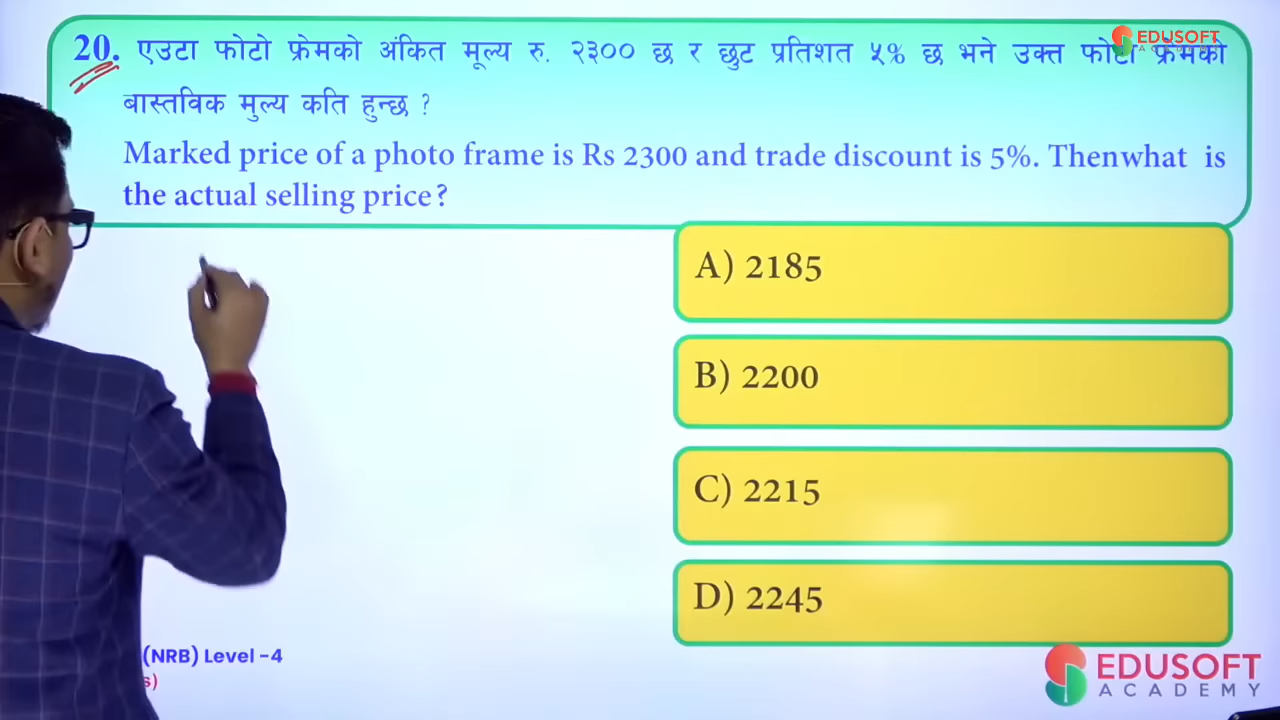 20. एउटा फोटो फ्रेमको अंकित मूल्य रु. २३०० छ र छुट प्रतिशत ५% छ भने उक्त फोटो फ्रेमको
बास्तविक मुल्य कति हुन्छ ?
Marked price of a photo frame is Rs 2300 and trade discount is 5%. Thenwhat is
the actual selling price?
A) 2185
B) 2200
C) 2215
D) 2245
(NRB) Level -4
s)
EDUSOFT
ACADEMY
EDUSOFT
ACADEMY